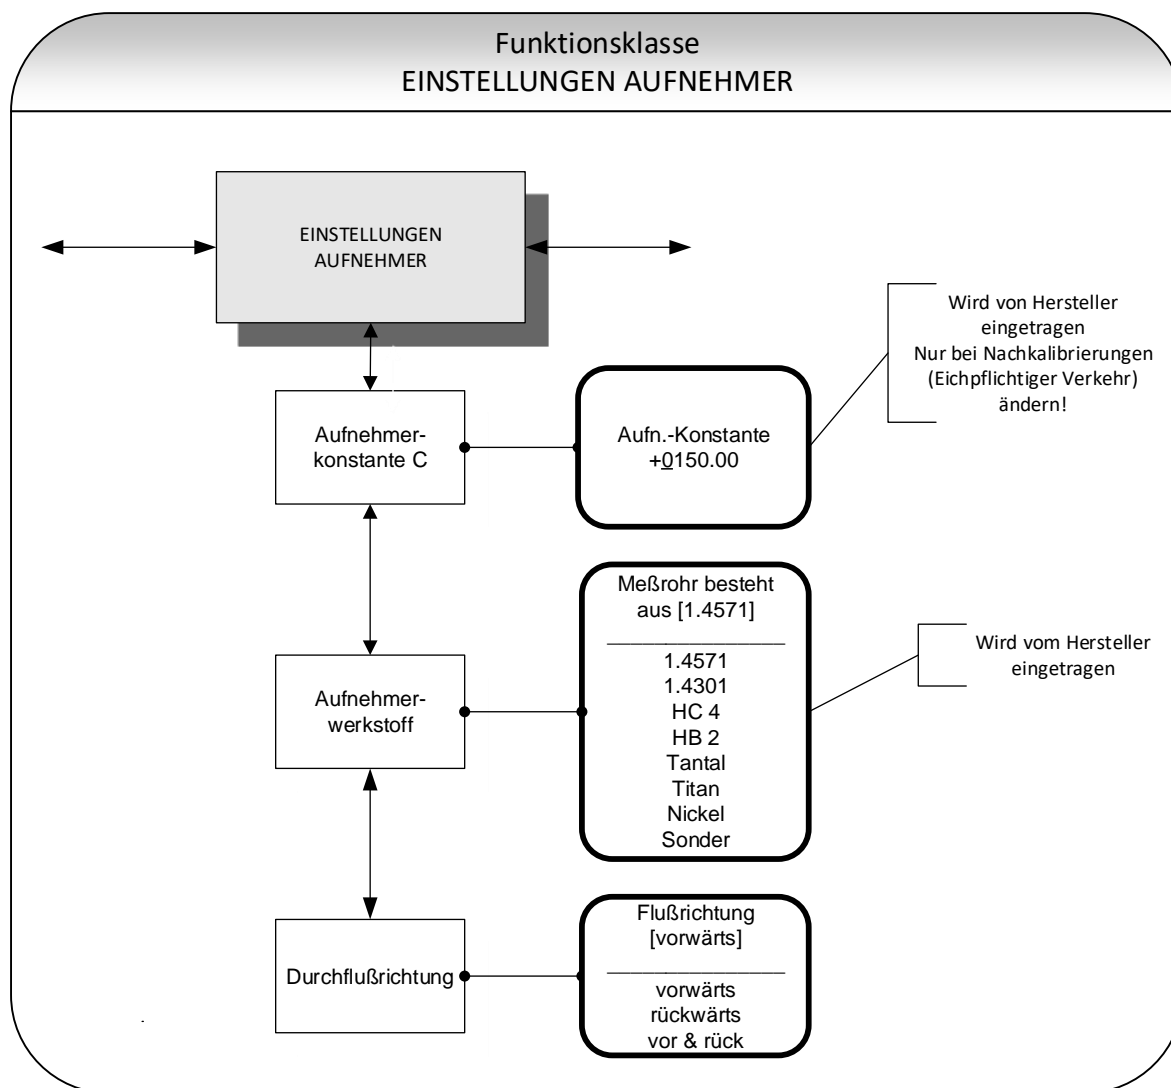 Funktionsklasse
EINSTELLUNGEN AUFNEHMER
EINSTELLUNGEN
AUFNEHMER
Wird von Hersteller
eingetragen
Nur bei Nachkalibrierungen
(Eichpflichtiger Verkehr)
ändern!
Aufnehmer-
konstante C
Aufn.-Konstante
+0150.00
Meßrohr besteht
aus [1.4571]
1.4571
1.4301
HC 4
HB 2
Tantal
Titan
Nickel
Sonder
Wird vom Hersteller
eingetragen
Aufnehmer-
werkstoff
Durchflußrichtung
Flußrichtung
[vorwärts]
vorwärts
rückwärts
vor & rück